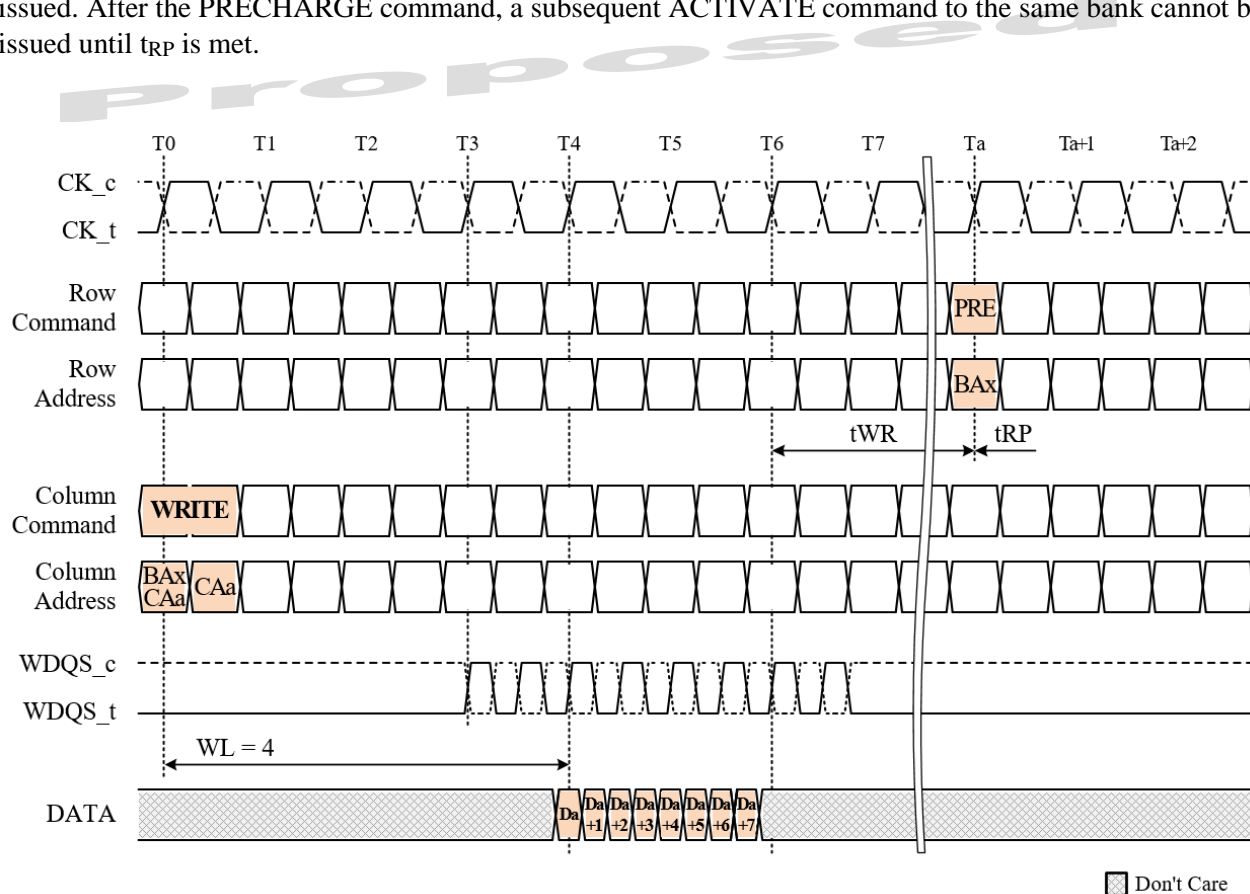 issued. After the PRECHARGE command, a subsequent ACTIVATE command to the same bank cannot b
issued until tRP is met.
Proposed
T0 T1 T2 T3 T4 T5 T6 T7 Ta Ta+1 Ta+2
CK_c
CK_t
Row
Command
PRE
Row
Address
BAx
tWR tRP
Column
Command
WRITE
Column
Address
BAx
CAa
CAa
WDQS_c
WDQS_t
WL = 4
DATA
Da
Da
+1
Da
+2
Da
+3
Da
+4
Da
+5
Da
+6
Da
+7
Don't Care